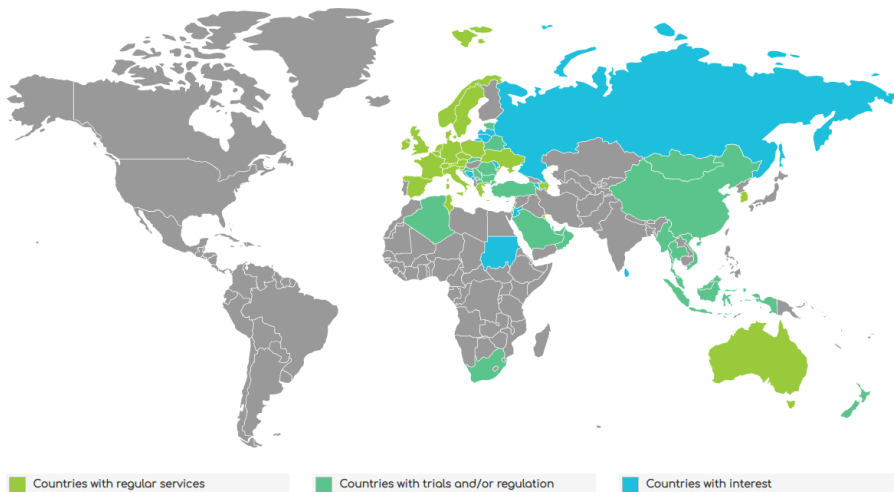 Countries with regular services
Countries with trials and/or regulation
Countries with interest